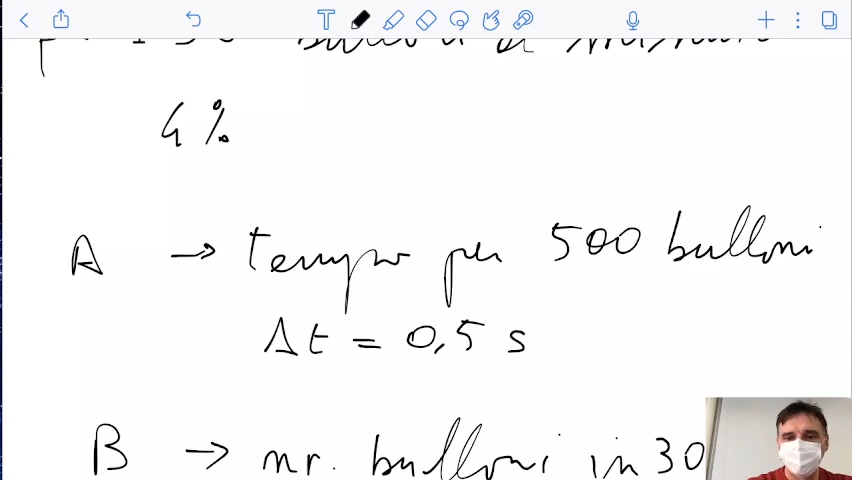 4 %
A → tempo per 500 bulloni
Δt = 0,5 s
B → nr. bulloni in 30